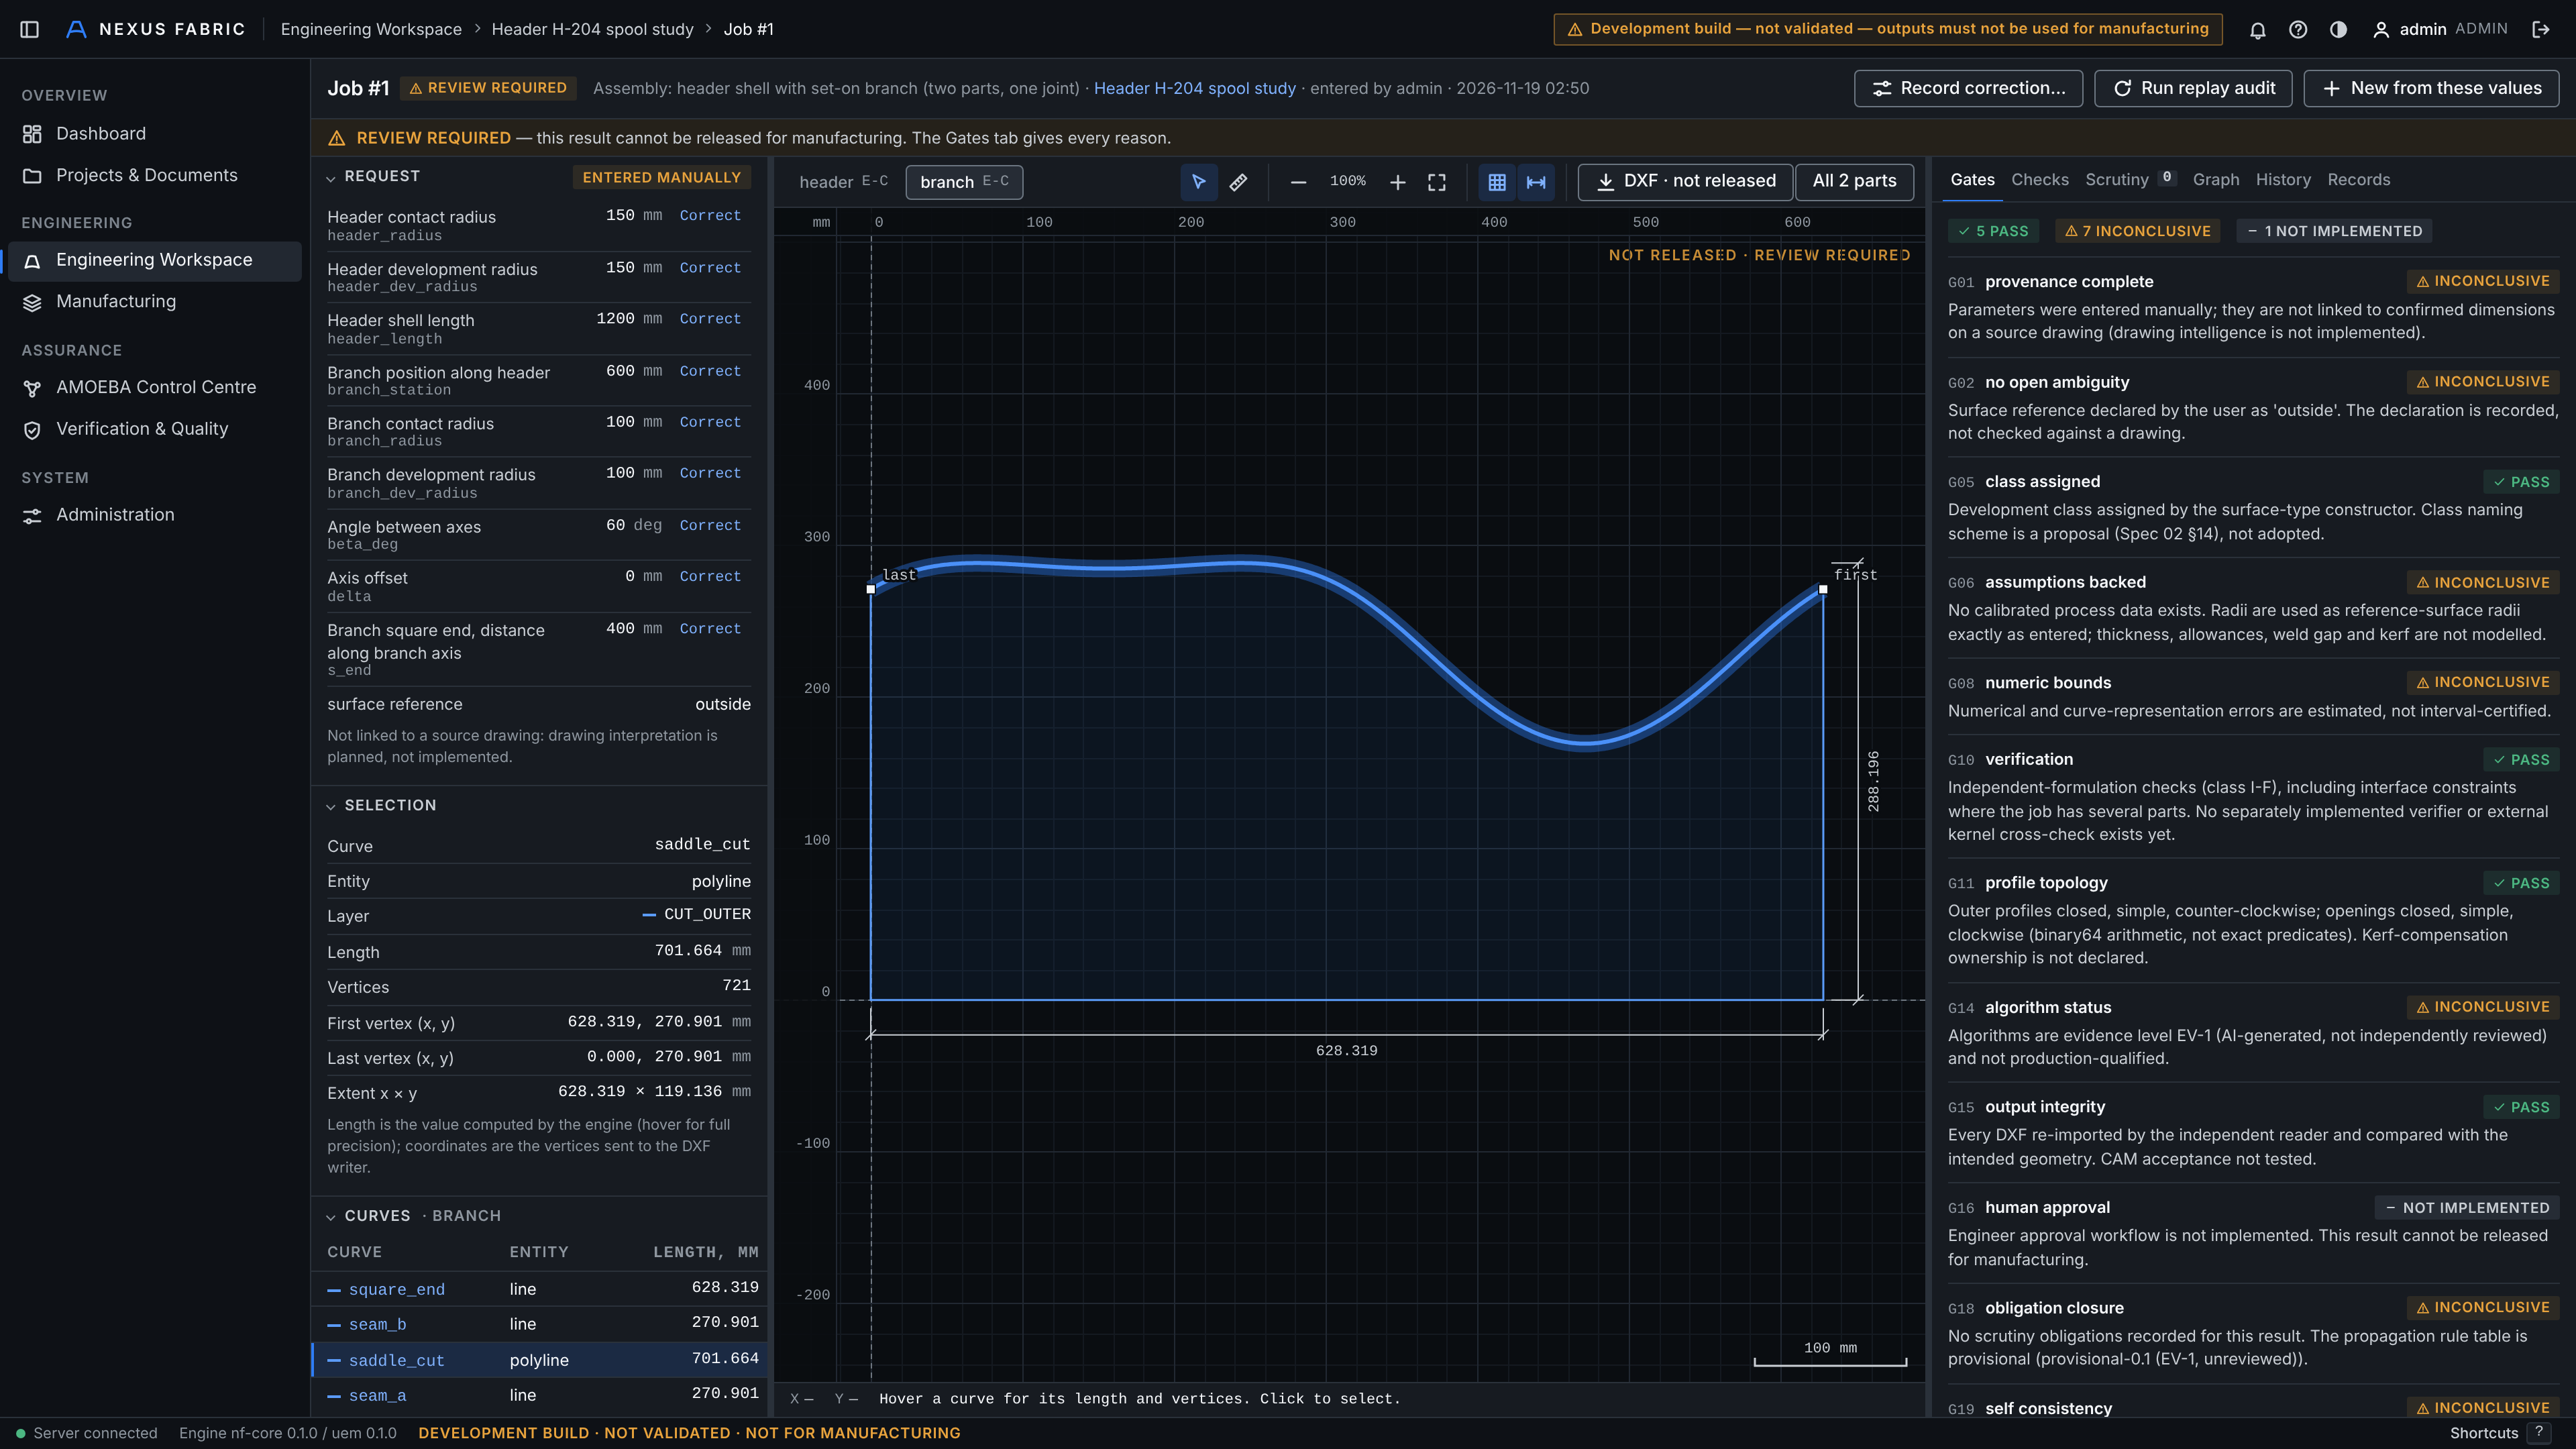 NEXUS FABRIC
Engineering Workspace > Header H-204 spool study > Job #1
Development build — not validated — outputs must not be used for manufacturing
admin ADMIN
OVERVIEW
Dashboard
Projects & Documents
ENGINEERING
Engineering Workspace
Manufacturing
ASSURANCE
AMOEBA Control Centre
Verification & Quality
SYSTEM
Administration
Job #1 REVIEW REQUIRED Assembly: header shell with set-on branch (two parts, one joint) · Header H-204 spool study · entered by admin · 2026-11-19 02:50
Record correction...
Run replay audit
New from these values
REVIEW REQUIRED — this result cannot be released for manufacturing. The Gates tab gives every reason.
REQUEST ENTERED MANUALLY
Header contact radius 150 mm Correct
header_radius
Header development radius 150 mm Correct
header_dev_radius
Header shell length 1200 mm Correct
header_length
Branch position along header 600 mm Correct
branch_station
Branch contact radius 100 mm Correct
branch_radius
Branch development radius 100 mm Correct
branch_dev_radius
Angle between axes 60 deg Correct
beta_deg
Axis offset 0 mm Correct
delta
Branch square end, distance 400 mm Correct
along branch axis
s_end
surface reference outside
Not linked to a source drawing: drawing interpretation is
planned, not implemented.
SELECTION
Curve saddle_cut
Entity polyline
Layer CUT_OUTER
Length 701.664 mm
Vertices 721
First vertex (x, y) 628.319, 270.901 mm
Last vertex (x, y) 0.000, 270.901 mm
Extent x × y 628.319 × 119.136 mm
Length is the value computed by the engine (hover for full
precision); coordinates are the vertices sent to the DXF
writer.
CURVES · BRANCH
CURVE ENTITY LENGTH, MM
square_end line 628.319
seam_b line 270.901
saddle_cut polyline 701.664
seam_a line 270.901
header E-C branch E-C
100%
DXF · not released
All 2 parts
mm 0 100 200 300 400 500 600
NOT RELEASED · REVIEW REQUIRED
400
300
last first
200
288.196
100
0
628.319
-100
-200
100 mm
X — Y — Hover a curve for its length and vertices. Click to select.
Gates Checks Scrutiny 0 Graph History Records
5 PASS 7 INCONCLUSIVE – 1 NOT IMPLEMENTED
G01 provenance complete INCONCLUSIVE
Parameters were entered manually; they are not linked to confirmed dimensions
on a source drawing (drawing intelligence is not implemented).
G02 no open ambiguity INCONCLUSIVE
Surface reference declared by the user as 'outside'. The declaration is recorded,
not checked against a drawing.
G05 class assigned PASS
Development class assigned by the surface-type constructor. Class naming
scheme is a proposal (Spec 02 §14), not adopted.
G06 assumptions backed INCONCLUSIVE
No calibrated process data exists. Radii are used as reference-surface radii
exactly as entered; thickness, allowances, weld gap and kerf are not modelled.
G08 numeric bounds INCONCLUSIVE
Numerical and curve-representation errors are estimated, not interval-certified.
G10 verification PASS
Independent-formulation checks (class I-F), including interface constraints
where the job has several parts. No separately implemented verifier or external
kernel cross-check exists yet.
G11 profile topology PASS
Outer profiles closed, simple, counter-clockwise; openings closed, simple,
clockwise (binary64 arithmetic, not exact predicates). Kerf-compensation
ownership is not declared.
G14 algorithm status INCONCLUSIVE
Algorithms are evidence level EV-1 (AI-generated, not independently reviewed)
and not production-qualified.
G15 output integrity PASS
Every DXF re-imported by the independent reader and compared with the
intended geometry. CAM acceptance not tested.
G16 human approval – NOT IMPLEMENTED
Engineer approval workflow is not implemented. This result cannot be released
for manufacturing.
G18 obligation closure INCONCLUSIVE
No scrutiny obligations recorded for this result. The propagation rule table is
provisional (provisional-0.1 (EV-1, unreviewed)).
G19 self consistency INCONCLUSIVE
Server connected Engine nf-core 0.1.0 / uem 0.1.0 DEVELOPMENT BUILD · NOT VALIDATED · NOT FOR MANUFACTURING
Shortcuts ?